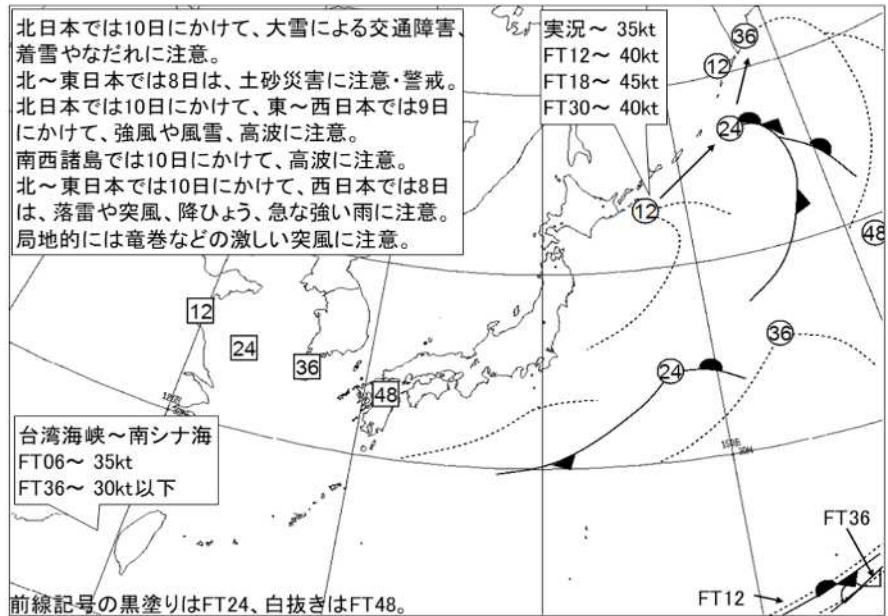 北日本では10日にかけて、大雪による交通障害、
着雪やなだれに注意。
北～東日本では8日は、土砂災害に注意・警戒。
北日本では10日にかけて、東～西日本では9日
にかけて、強風や風雪、高波に注意。
南西諸島では10日にかけて、高波に注意。
北～東日本では10日にかけて、西日本では8日
は、落雷や突風、降ひょう、急な強い雨に注意。
局地的には竜巻などの激しい突風に注意。
実況～ 35kt
FT12～ 40kt
FT18～ 45kt
FT30～ 40kt
36
12
24
12
48
12
24
36
48
36
24
台湾海峡～南シナ海
FT06～ 35kt
FT36～ 30kt以下
FT36
FT12
前線記号の黒塗りはFT24、白抜きはFT48。